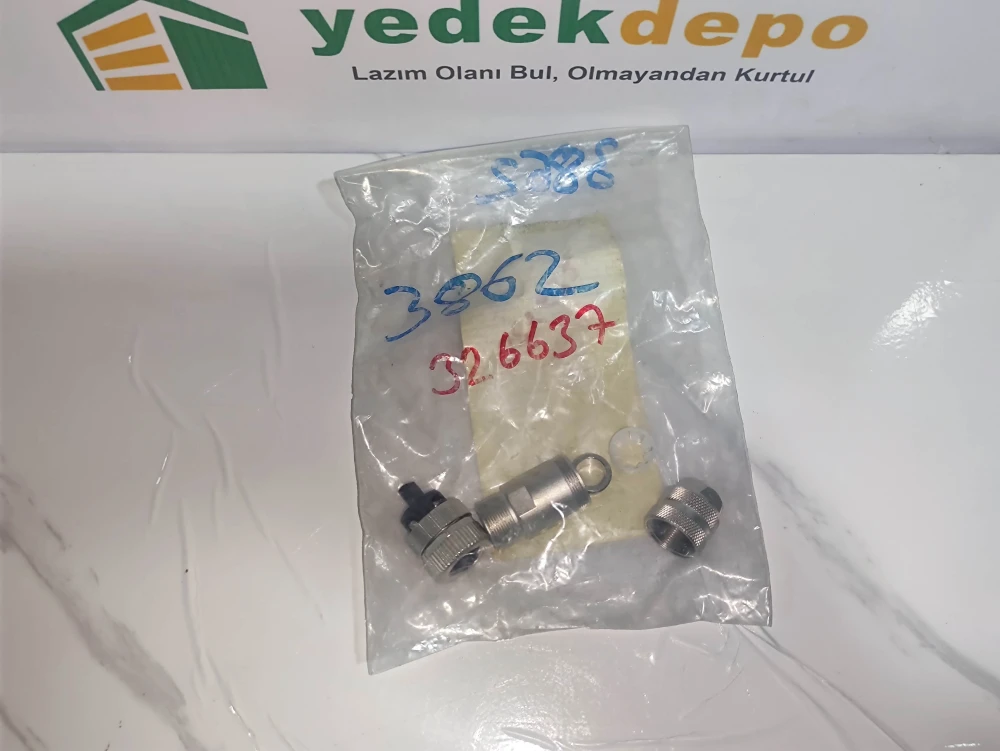 yedekdepo
Lazım Olanı Bul, Olmayandan Kurtul
3862
326637